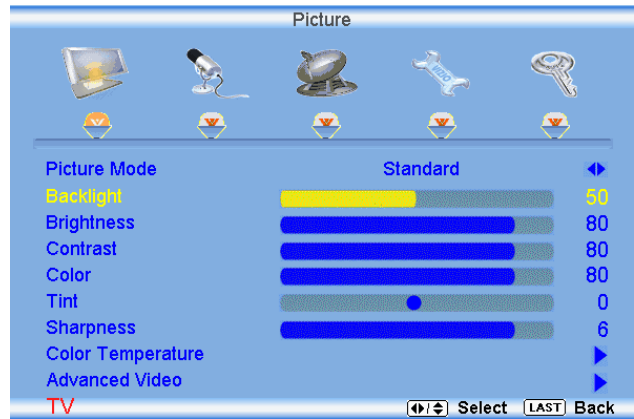 Picture
Picture Mode Standard
Backlight 50
Brightness 80
Contrast 80
Color 80
Tint 0
Sharpness 6
Color Temperature
Advanced Video
TV Select LAST Back